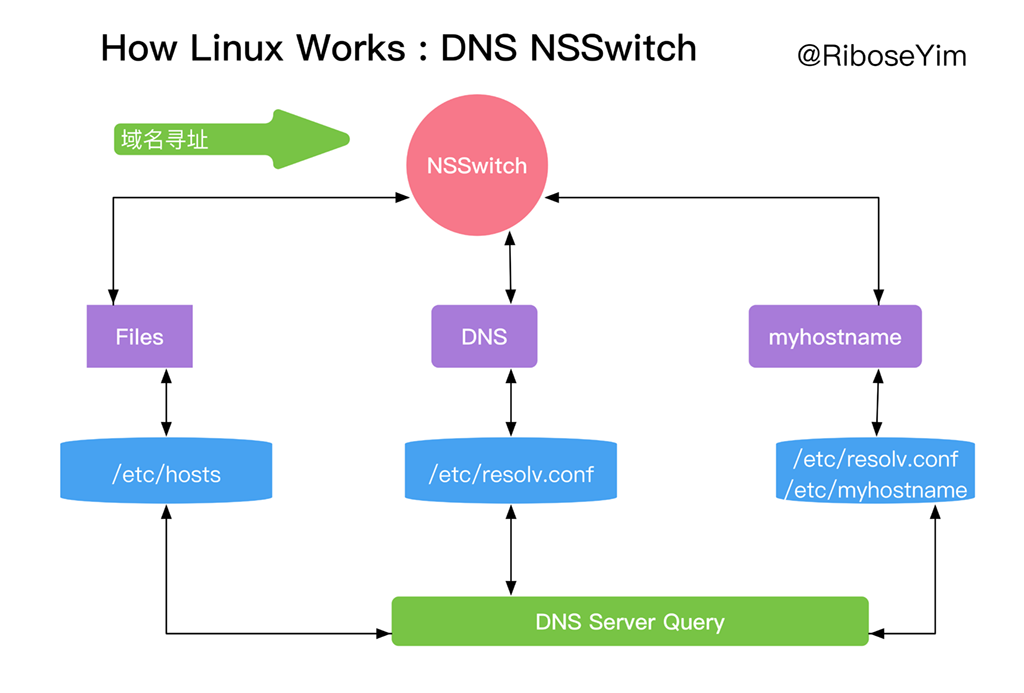 How Linux Works : DNS NSSwitch
@RiboseYim
域名寻址
NSSwitch
Files
DNS
myhostname
/etc/hosts
/etc/resolv.conf
/etc/resolv.conf
/etc/myhostname
DNS Server Query